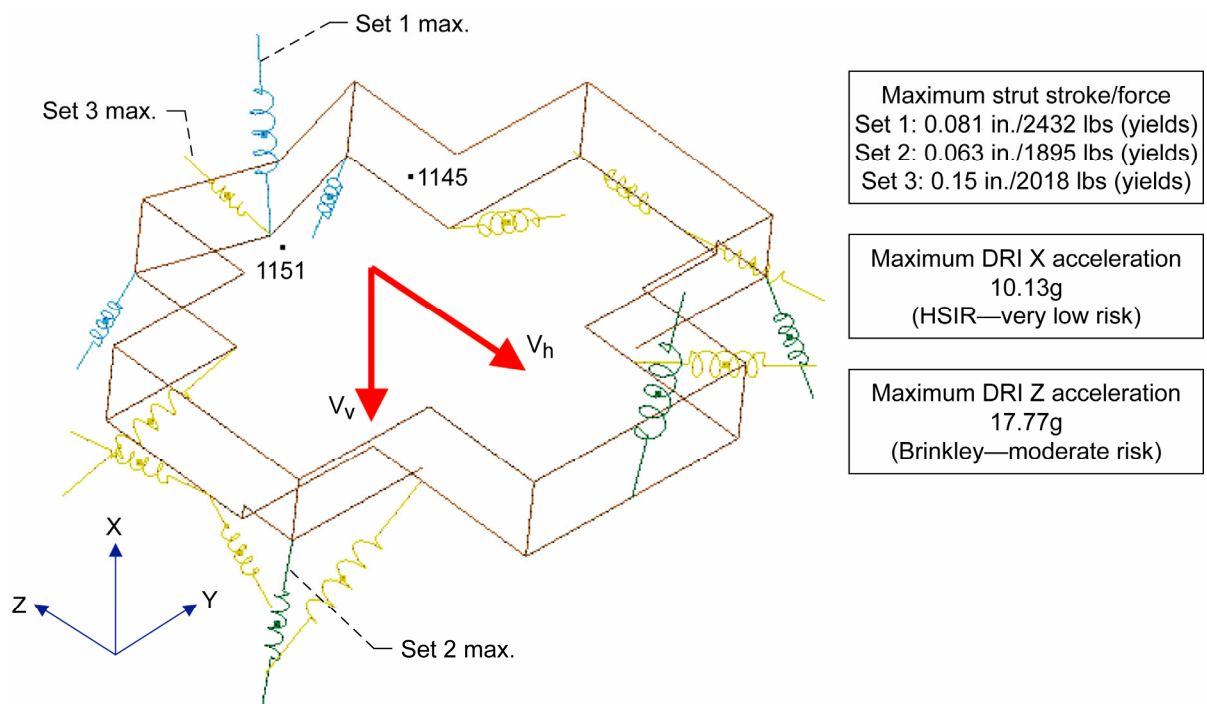 Set 1 max.
Set 3 max.
1145
1151
Vh
Vv
X
Z
Y
Set 2 max.
Maximum strut stroke/force
Set 1: 0.081 in./2432 lbs (yields)
Set 2: 0.063 in./1895 lbs (yields)
Set 3: 0.15 in./2018 lbs (yields)
Maximum DRI X acceleration
10.13g
(HSIR—very low risk)
Maximum DRI Z acceleration
17.77g
(Brinkley—moderate risk)